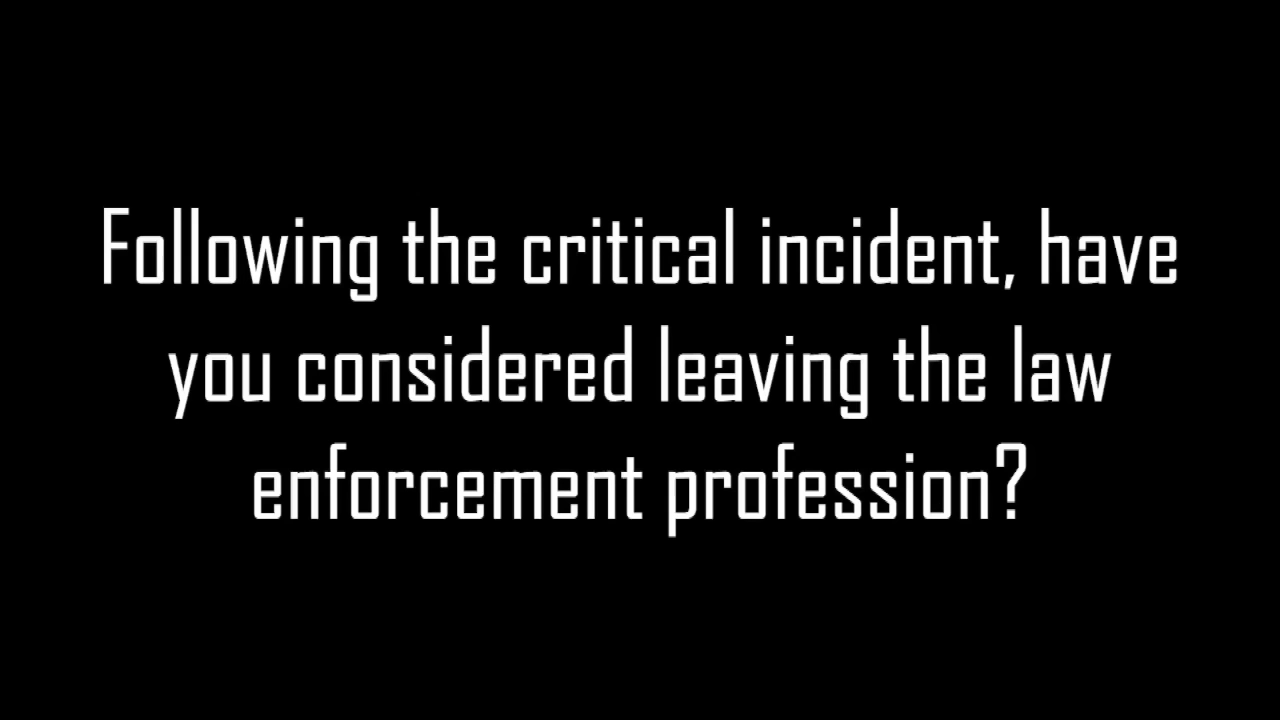 Following the critical incident, have
you considered leaving the law
enforcement profession?